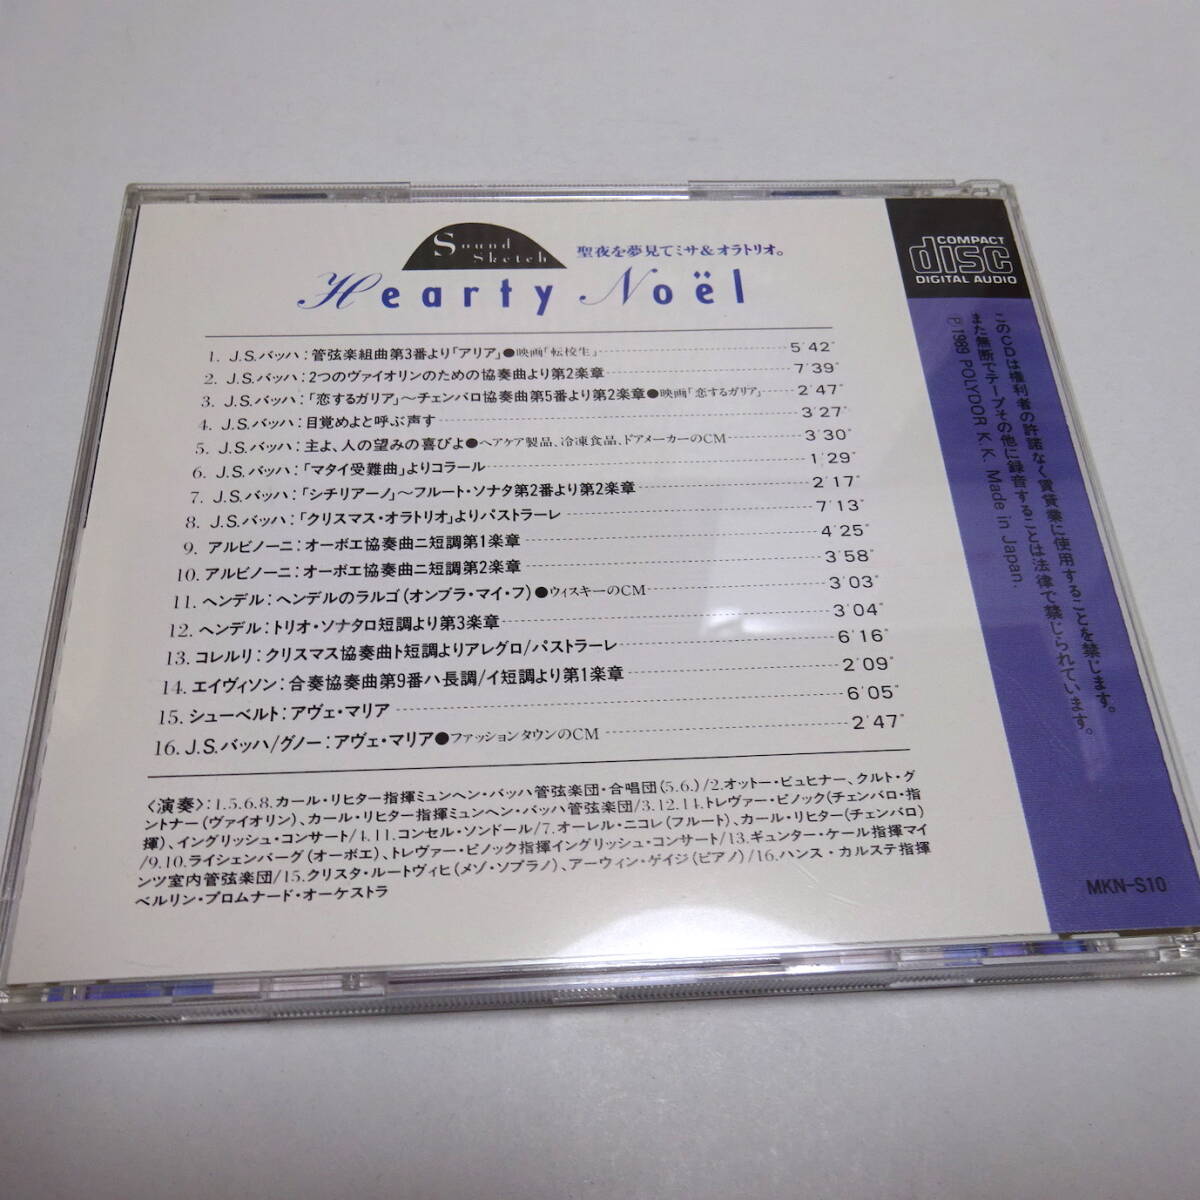 Sound
Sketch
聖夜を夢見てミサ&オラトリオ。
Hearty Noël
1. J.S.バッハ:管弦楽組曲第3番より「アリア」●映画「転校生」 5'42"
2. J.S.バッハ:2つのヴァイオリンのための協奏曲より第2楽章 7'39"
3. J.S.バッハ:「恋するガリア」〜チェンバロ協奏曲第5番より第2楽章●映画「恋するガリア」 2'47"
4. J.S.バッハ:目覚めよと呼ぶ声す 3'27"
5. J.S.バッハ:主よ、人の望みの喜びよ●ヘアケア製品、冷凍食品、ドアメーカーのCM 3'30"
6. J.S.バッハ:「マタイ受難曲」よりコラール 1'29"
7. J.S.バッハ:「シチリアーノ」〜フルート・ソナタ第2番より第2楽章 2'17"
8. J.S.バッハ:「クリスマス・オラトリオ」よりパストラーレ 7'13"
9. アルビノーニ:オーボエ協奏曲ニ短調第1楽章 4'25"
10. アルビノーニ:オーボエ協奏曲ニ短調第2楽章 3'58"
11. ヘンデル:ヘンデルのラルゴ(オンブラ・マイ・フ)●ウィスキーのCM 3'03"
12. ヘンデル:トリオ・ソナタロ短調より第3楽章 3'04"
13. コレルリ:クリスマス協奏曲ト短調よりアレグロ/パストラーレ 6'16"
14. エイヴィソン:合奏協奏曲第9番ハ長調/イ短調より第1楽章 2'09"
15. シューベルト:アヴェ・マリア 6'05"
16. J.S.バッハ/グノー:アヴェ・マリア●ファッションタウンのCM 2'47"
〈演奏〉:1.5.6.8.カール・リヒター指揮ミュンヘン・バッハ管弦楽団・合唱団(5.6.)/2.オットー・ビュヒナー、クルト・グ
ントナー(ヴァイオリン)、カール・リヒター指揮ミュンヘン・バッハ管弦楽団/3.12.14.トレヴァー・ピノック(チェンバロ・指
揮)、イングリッシュ・コンサート/4.11.コンセル・ソンドール/7.オーレル・ニコレ(フルート)、カール・リヒター(チェンバロ)
/9.10.ライシェンバーグ(オーボエ)、トレヴァー・ピノック指揮イングリッシュ・コンサート/13.ギュンター・ケール指揮マイ
ンツ室内管弦楽団/15.クリスタ・ルートヴィヒ(メゾ・ソプラノ)、アーウィン・ゲイジ(ピアノ)/16.ハンス・カルステ指揮
ベルリン・プロムナード・オーケストラ
COMPACT
disc
DIGITAL AUDIO
このCDは権利者の許諾なく賃貸業に使用することを禁じます。
また無断でテープその他に録音することは法律で禁じられています。
Ⓟ 1989 POLYDOR K.K. Made in Japan.
MKN-S10